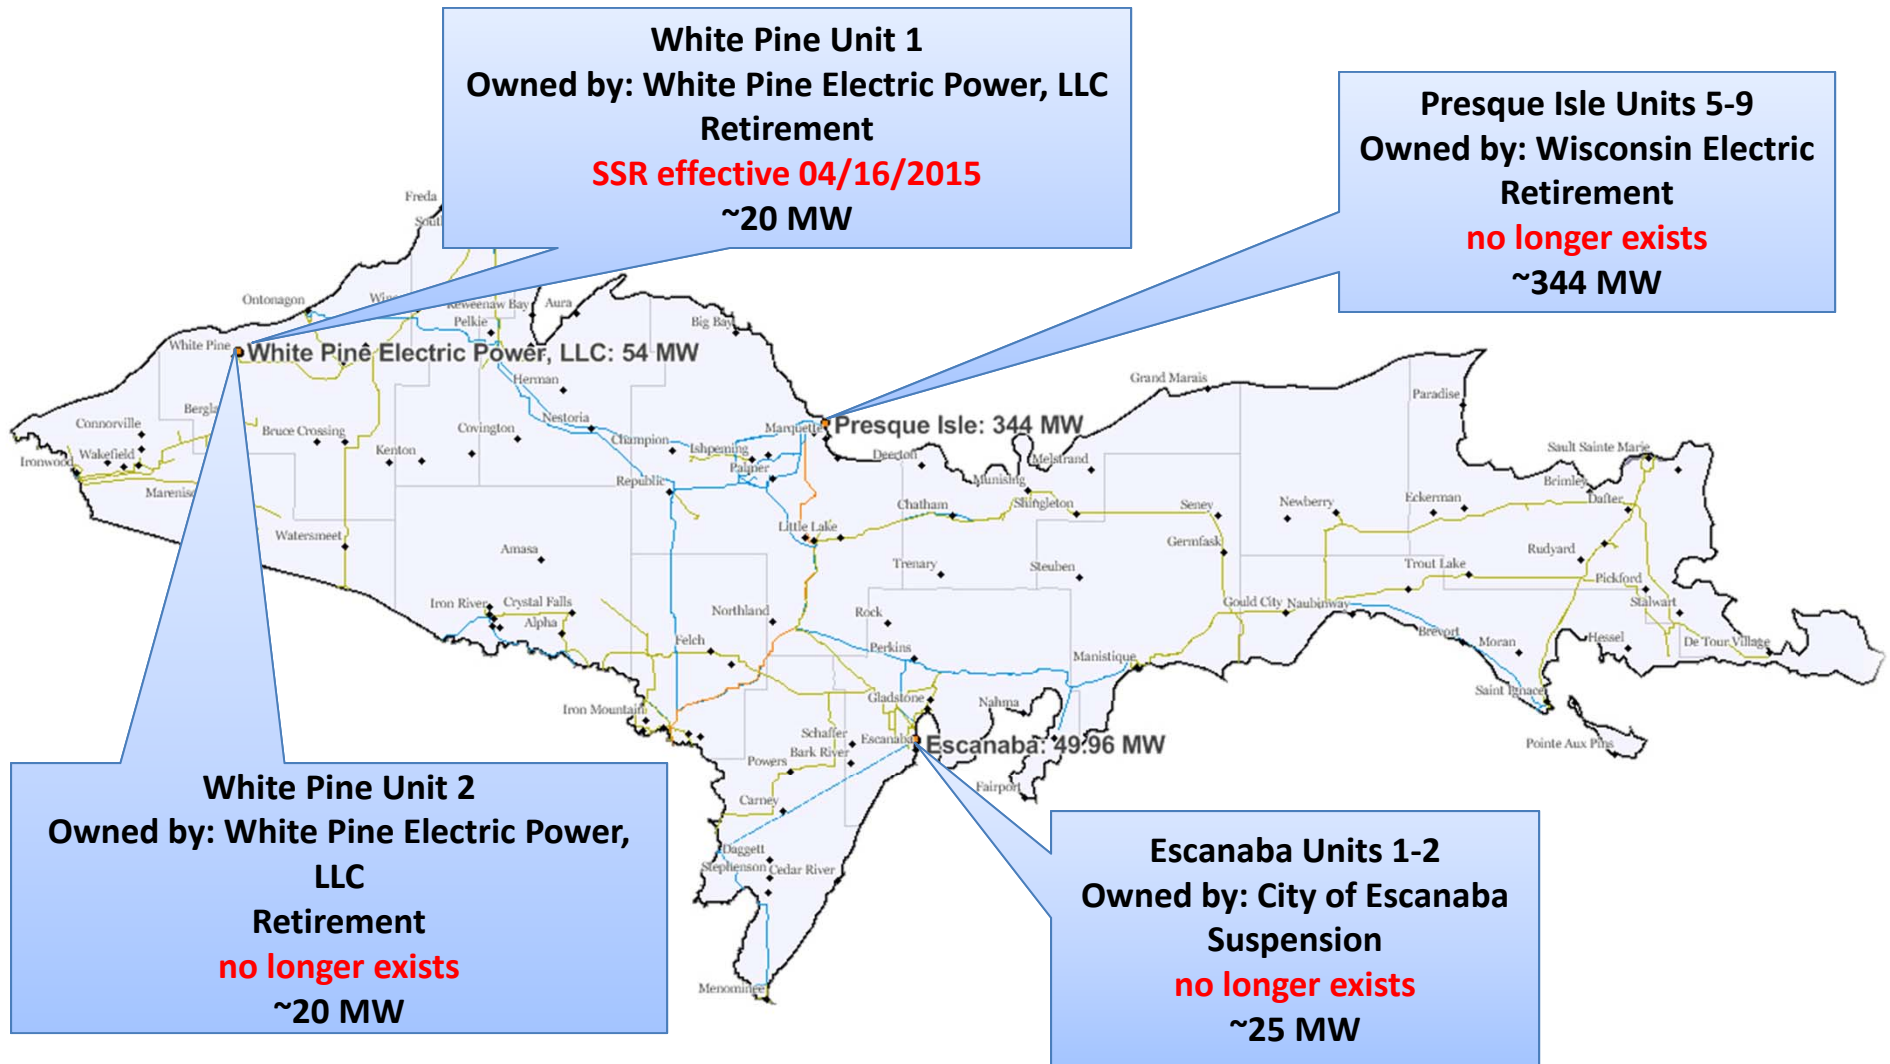 White Pine Unit 1
Owned by: White Pine Electric Power, LLC
Retirement
SSR effective 04/16/2015
~20 MW
Presque Isle Units 5-9
Owned by: Wisconsin Electric
Retirement
no longer exists
~344 MW
Freda
Ontonagon
Keweenaw Bay
Aura
Pelkie
Big Bay
White Pine
White Pine Electric Power, LLC: 54 MW
Herman
Grand Marais
Paradise
Connorville
Bruce Crossing
Covington
Nestoria
Champion
Ishpeming
Marquette
Presque Isle: 344 MW
Deerton
Melstrand
Sault Sainte Marie
Ironwood
Wakefield
Kenton
Palmer
Republic
Munising
Shingleton
Brimley
Dafter
Chatham
Seney
Newberry
Eckerman
Watersmeet
Amasa
Little Lake
Germfask
Rudyard
Trenary
Steuben
Trout Lake
Pickford
Iron River
Crystal Falls
Alpha
Northland
Rock
Gould City
Naubinway
Stalwart
Felch
Perkins
Manistique
Brevort
Moran
Hessel
De Tour Village
Iron Mountain
Gladstone
Nahma
Saint Ignace
Schaffer
Escanaba
Escanaba: 49.96 MW
Bark River
Powers
Pointe Aux Pins
Carney
Fairport
Daggett
Stephenson
Cedar River
Menominee
White Pine Unit 2
Owned by: White Pine Electric Power,
LLC
Retirement
no longer exists
~20 MW
Escanaba Units 1-2
Owned by: City of Escanaba
Suspension
no longer exists
~25 MW